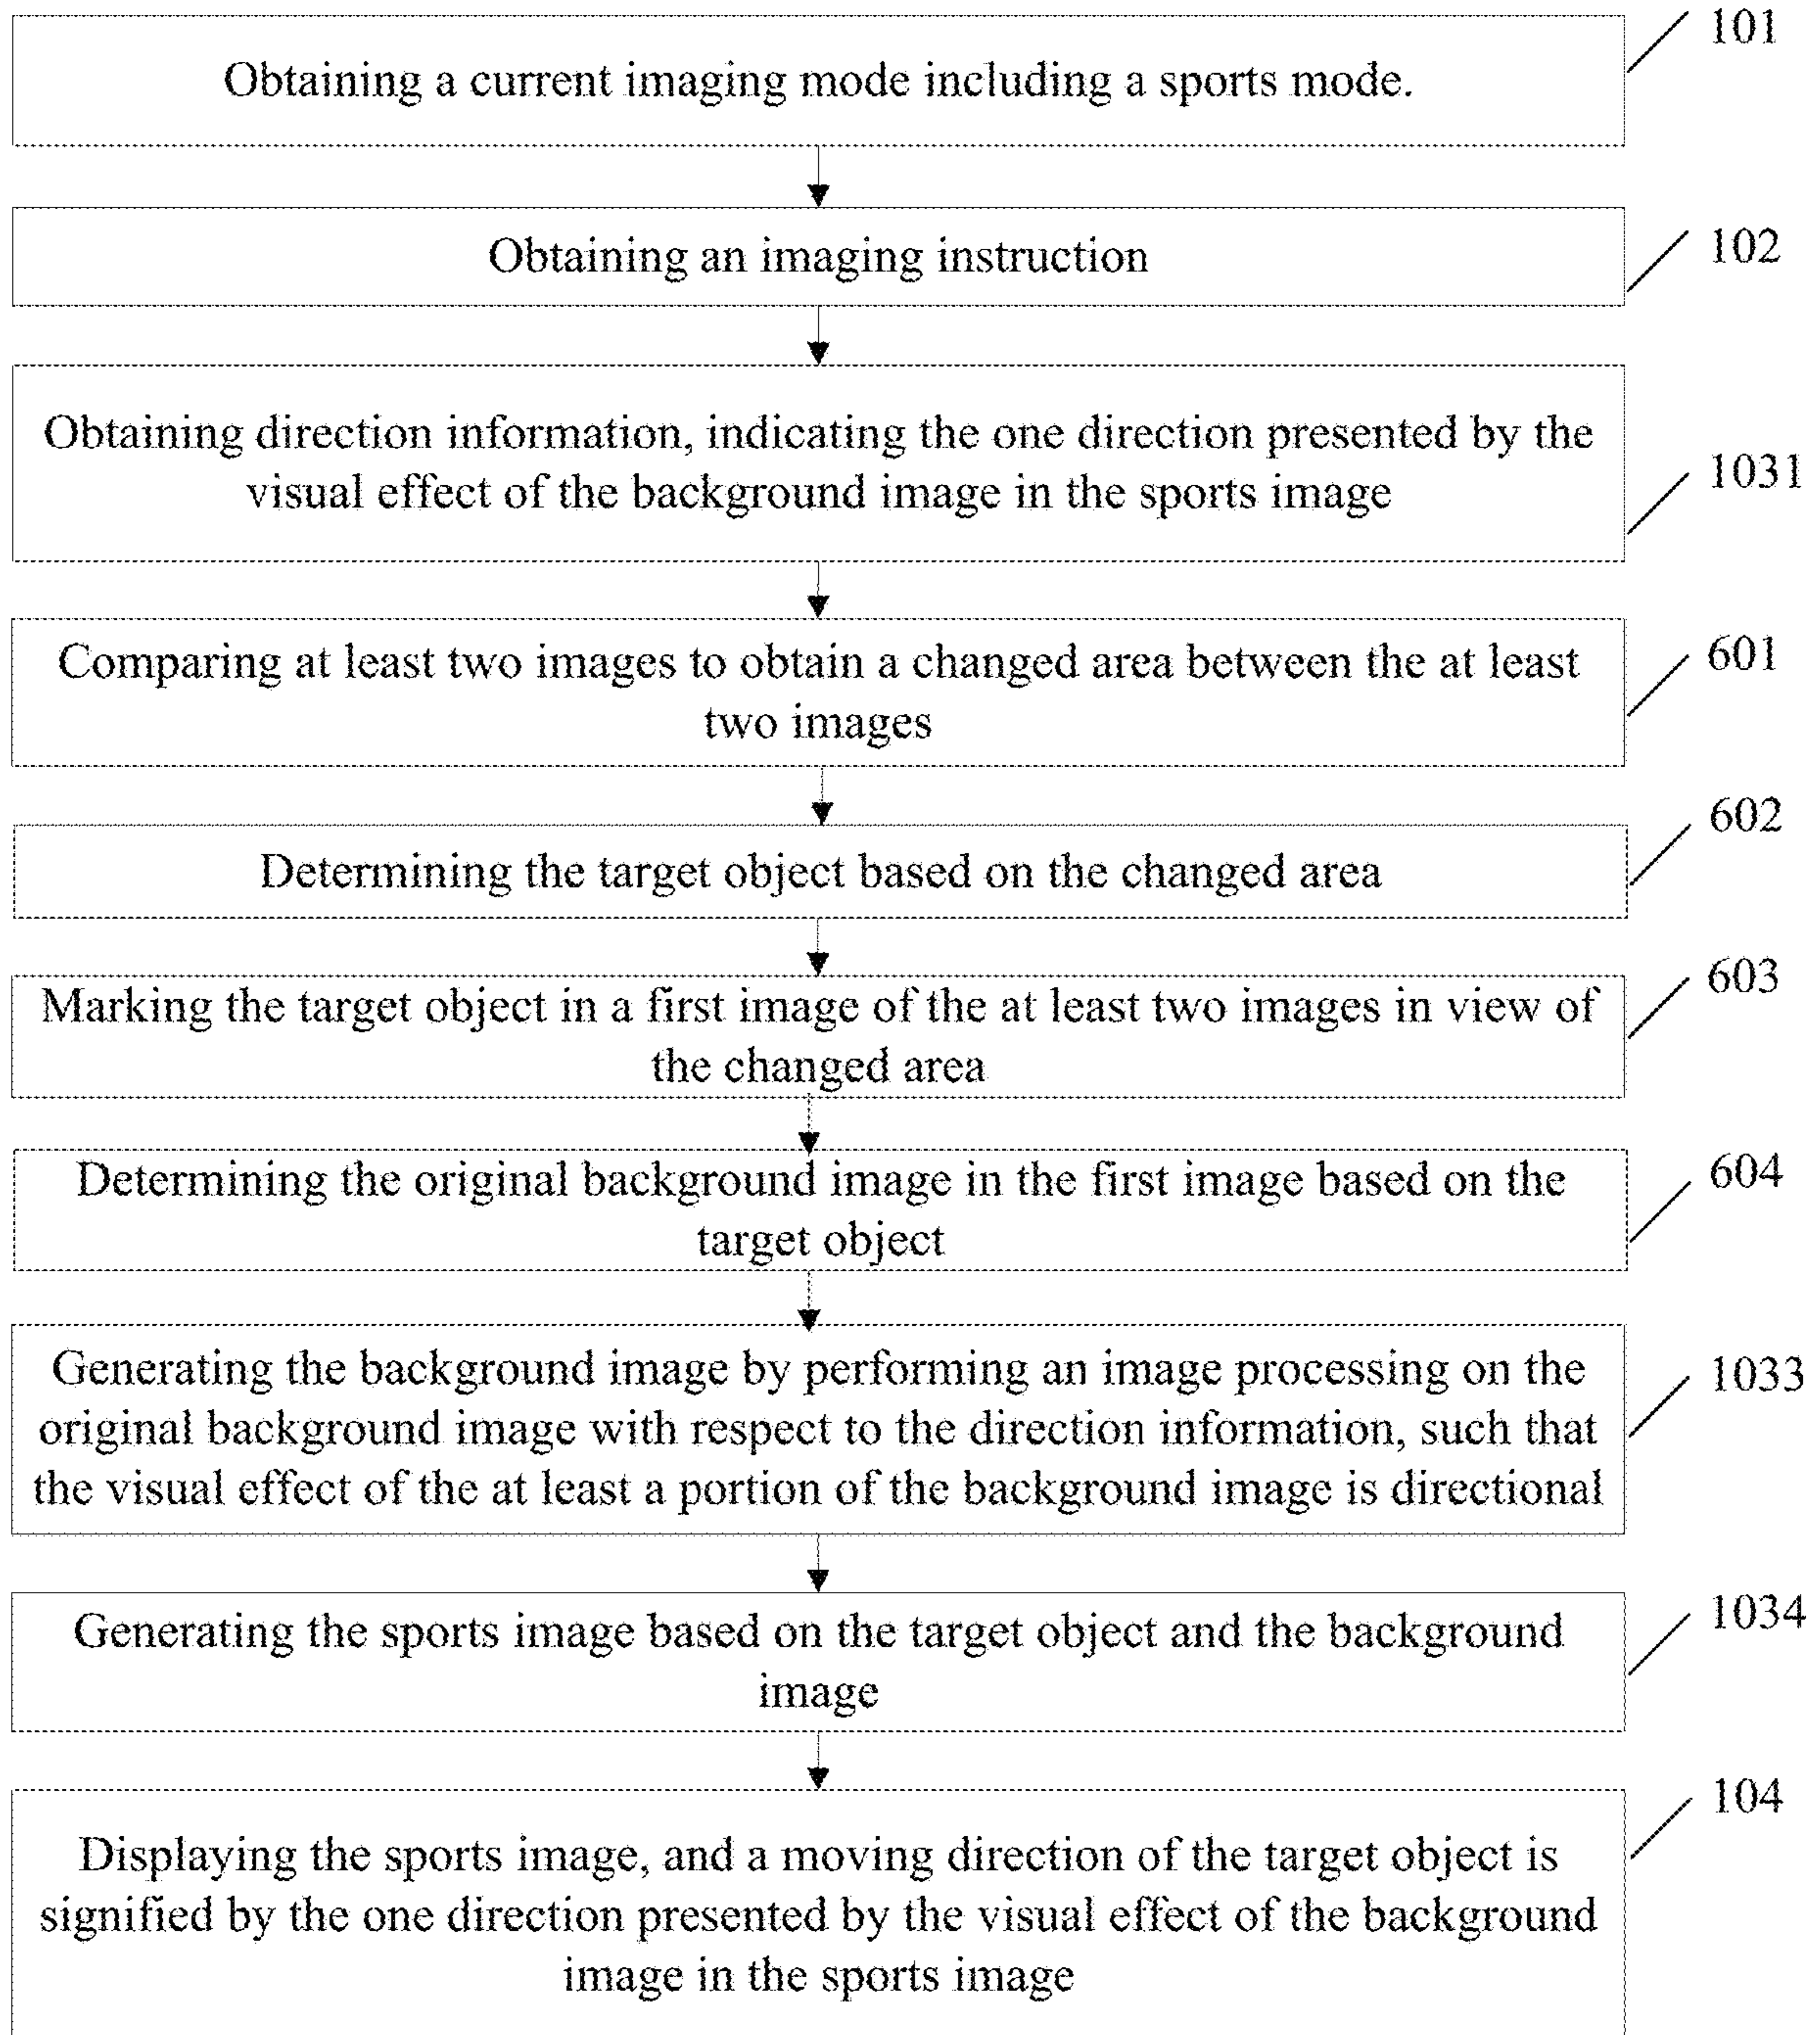 Obtaining a current imaging mode including a sports mode.
101
Obtaining an imaging instruction
102
Obtaining direction information, indicating the one direction presented by the
visual effect of the background image in the sports image
1031
Comparing at least two images to obtain a changed area between the at least
two images
601
Determining the target object based on the changed area
602
Marking the target object in a first image of the at least two images in view of
the changed area
603
Determining the original background image in the first image based on the
target object
604
Generating the background image by performing an image processing on the
original background image with respect to the direction information, such that
the visual effect of the at least a portion of the background image is directional
1033
Generating the sports image based on the target object and the background
image
1034
Displaying the sports image, and a moving direction of the target object is
signified by the one direction presented by the visual effect of the background
image in the sports image
104